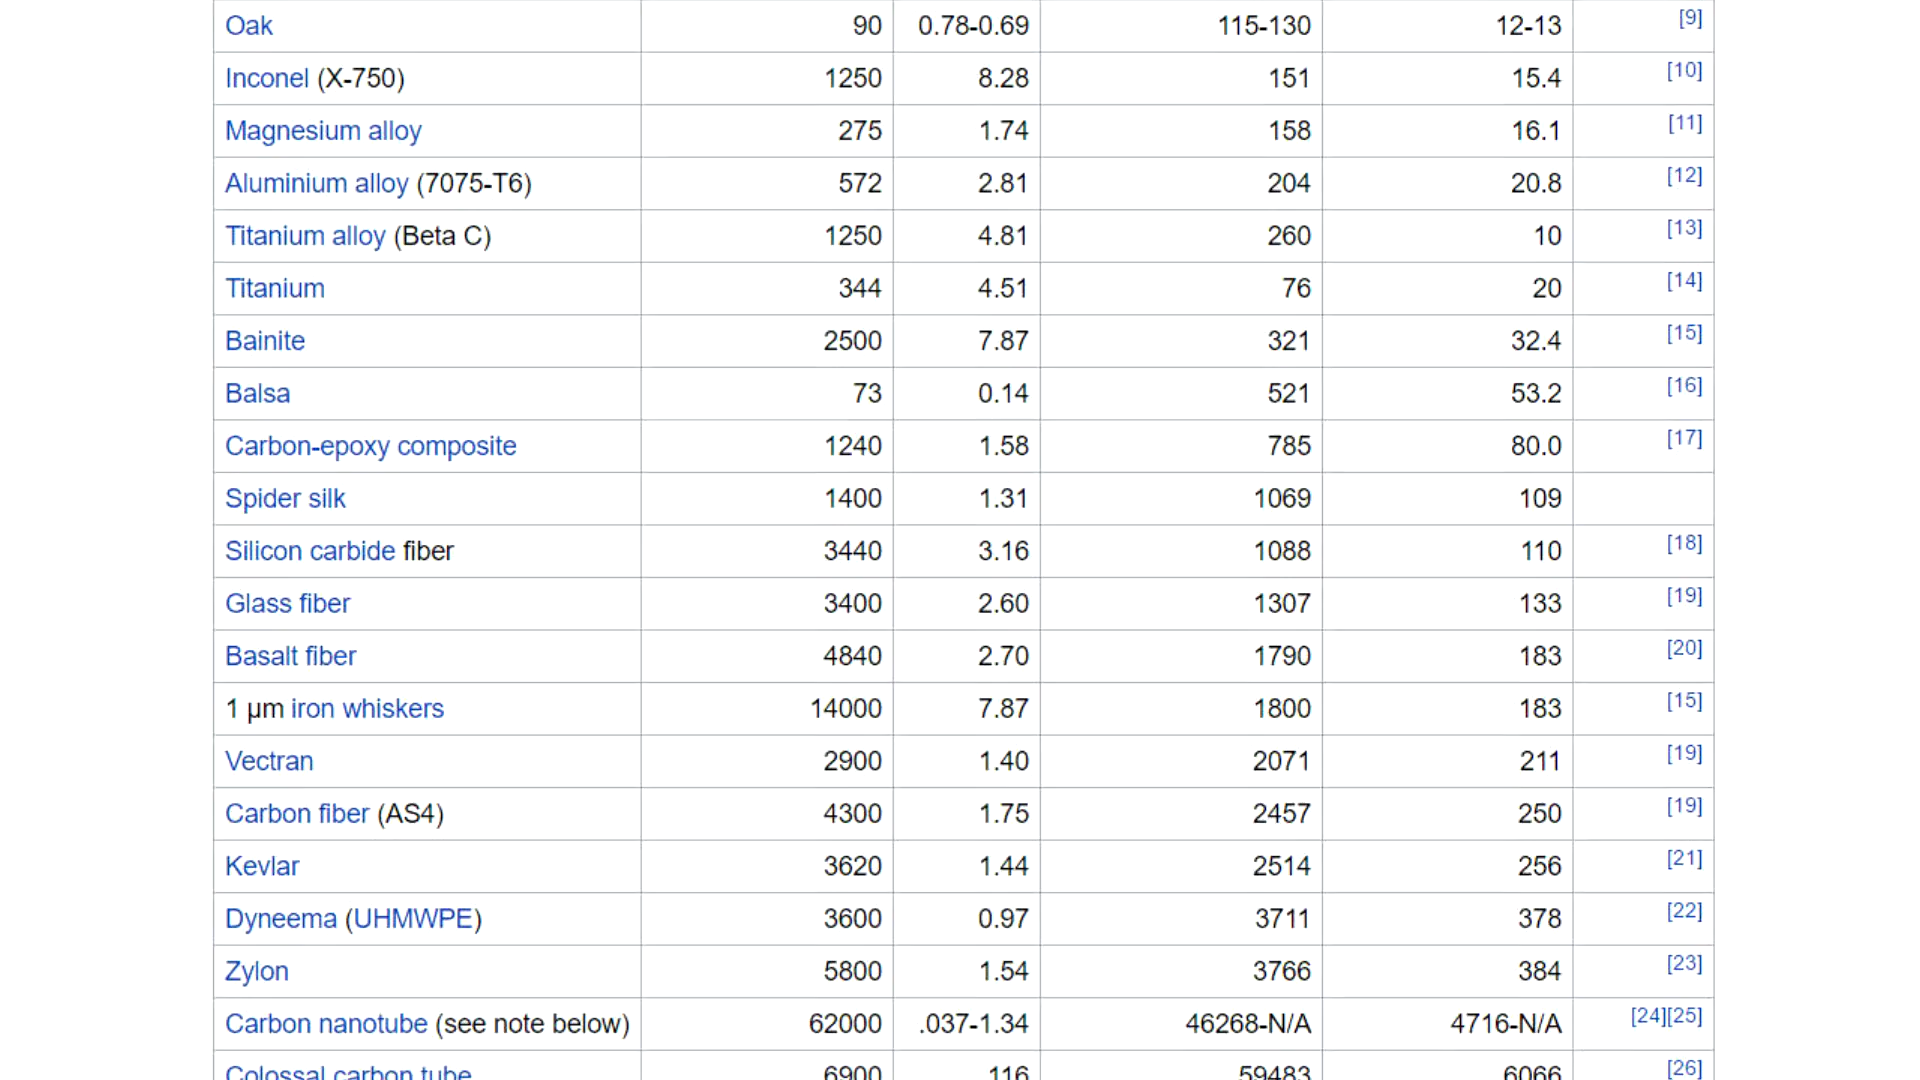 Oak 90 0.78-0.69 115-130 12-13 [9]
Inconel (X-750) 1250 8.28 151 15.4 [10]
Magnesium alloy 275 1.74 158 16.1 [11]
Aluminium alloy (7075-T6) 572 2.81 204 20.8 [12]
Titanium alloy (Beta C) 1250 4.81 260 10 [13]
Titanium 344 4.51 76 20 [14]
Bainite 2500 7.87 321 32.4 [15]
Balsa 73 0.14 521 53.2 [16]
Carbon-epoxy composite 1240 1.58 785 80.0 [17]
Spider silk 1400 1.31 1069 109
Silicon carbide fiber 3440 3.16 1088 110 [18]
Glass fiber 3400 2.60 1307 133 [19]
Basalt fiber 4840 2.70 1790 183 [20]
1 μm iron whiskers 14000 7.87 1800 183 [15]
Vectran 2900 1.40 2071 211 [19]
Carbon fiber (AS4) 4300 1.75 2457 250 [19]
Kevlar 3620 1.44 2514 256 [21]
Dyneema (UHMWPE) 3600 0.97 3711 378 [22]
Zylon 5800 1.54 3766 384 [23]
Carbon nanotube (see note below) 62000 .037-1.34 46268-N/A 4716-N/A [24][25]
Colossal carbon tube 6900 .116 59483 6066 [26]